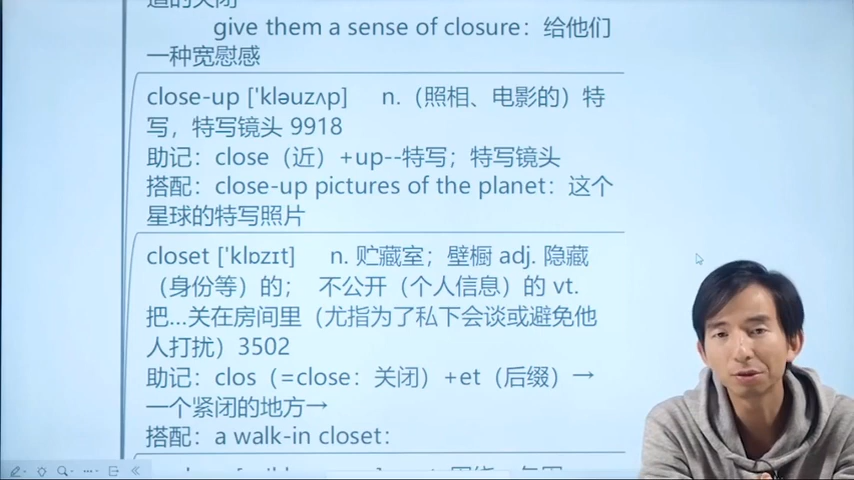 道的关闭
give them a sense of closure：给他们
一种宽慰感
close-up ['kləuzʌp] n.（照相、电影的）特
写，特写镜头 9918
助记：close（近）+up--特写；特写镜头
搭配：close-up pictures of the planet：这个
星球的特写照片
closet ['klɒzɪt] n. 贮藏室；壁橱 adj. 隐藏
（身份等）的； 不公开（个人信息）的 vt.
把...关在房间里（尤指为了私下会谈或避免他
人打扰）3502
助记：clos（=close：关闭）+et（后缀）→
一个紧闭的地方→
搭配：a walk-in closet：